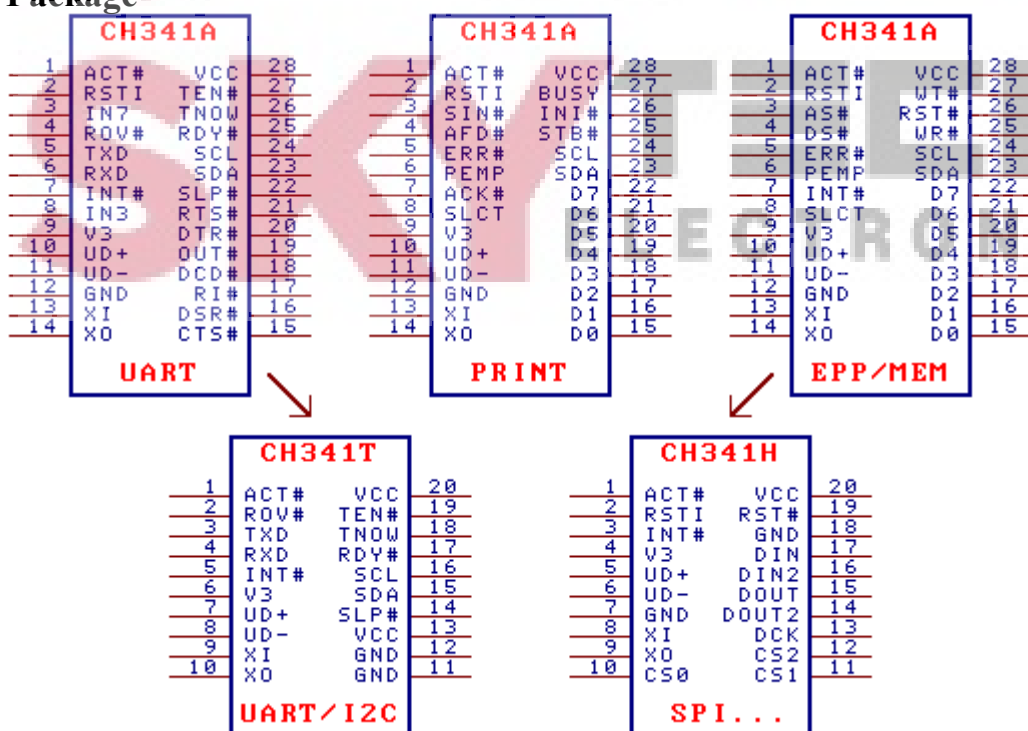 Package
CH341A CH341A CH341A
1 ACT# VCC 28 1 ACT# VCC 28 1 ACT# VCC 28
2 RSTI TEN# 27 2 RSTI BUSY 27 2 RSTI WT# 27
3 IN7 TNOW 26 3 SIN# INI# 26 3 AS# RST# 26
4 ROV# RDY# 25 4 AFD# STB# 25 4 DS# WR# 25
5 TXD SCL 24 5 ERR# SCL 24 5 ERR# SCL 24
6 RXD SDA 23 6 PEMP SDA 23 6 PEMP SDA 23
7 INT# SLP# 22 7 ACK# D7 22 7 INT# D7 22
8 IN3 RTS# 21 8 SLCT D6 21 8 SLCT D6 21
9 V3 DTR# 20 9 V3 D5 20 9 V3 D5 20
10 UD+ OUT# 19 10 UD+ D4 19 10 UD+ D4 19
11 UD- DCD# 18 11 UD- D3 18 11 UD- D3 18
12 GND RI# 17 12 GND D2 17 12 GND D2 17
13 XI DSR# 16 13 XI D1 16 13 XI D1 16
14 XO CTS# 15 14 XO D0 15 14 XO D0 15
UART PRINT EPP/MEM
CH341T CH341H
1 ACT# VCC 20 1 ACT# VCC 20
2 ROV# TEN# 19 2 RSTI RST# 19
3 TXD TNOW 18 3 INT# GND 18
4 RXD RDY# 17 4 V3 DIN 17
5 INT# SCL 16 5 UD+ DIN2 16
6 V3 SDA 15 6 UD- DOUT 15
7 UD+ SLP# 14 7 GND DOUT2 14
8 UD- VCC 13 8 XI DCK 13
9 XI GND 12 9 XO CS2 12
10 XO GND 11 10 CS0 CS1 11
UART/I2C SPI...
SKY